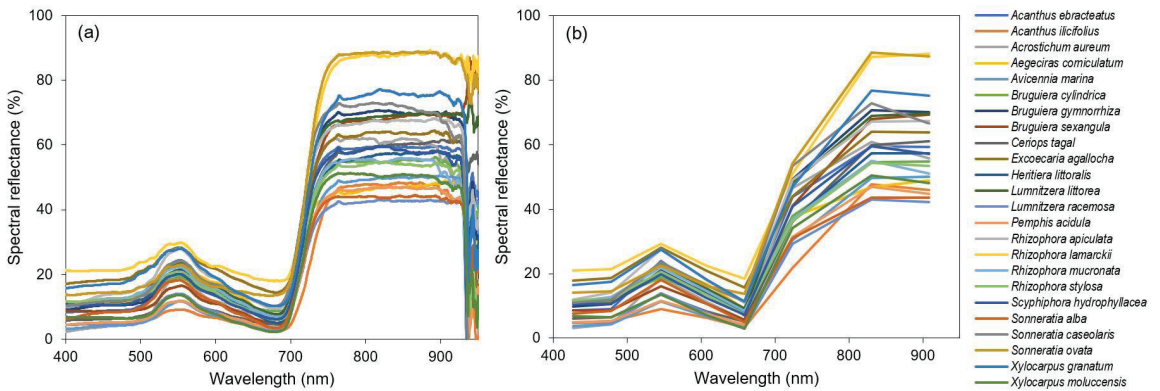 (a)
100
80
60
40
20
0
Spectral reflectance (%)
400 500 600 700 800 900
Wavelength (nm)
(b)
100
80
60
40
20
0
Spectral reflectance (%)
400 500 600 700 800 900
Wavelength (nm)
Acanthus ebracteatus
Acanthus ilicifolius
Acrostichum aureum
Aegeciras corniculatum
Avicennia marina
Bruguiera cylindrica
Bruguiera gymnorrhiza
Bruguiera sexangula
Ceriops tagal
Excoecaria agallocha
Heritiera littoralis
Lumnitzera littorea
Lumnitzera racemosa
Pemphis acidula
Rhizophora apiculata
Rhizophora lamarckii
Rhizophora mucronata
Rhizophora stylosa
Scyphiphora hydrophyllacea
Sonneratia alba
Sonneratia caseolaris
Sonneratia ovata
Xylocarpus granatum
Xylocarpus moluccensis